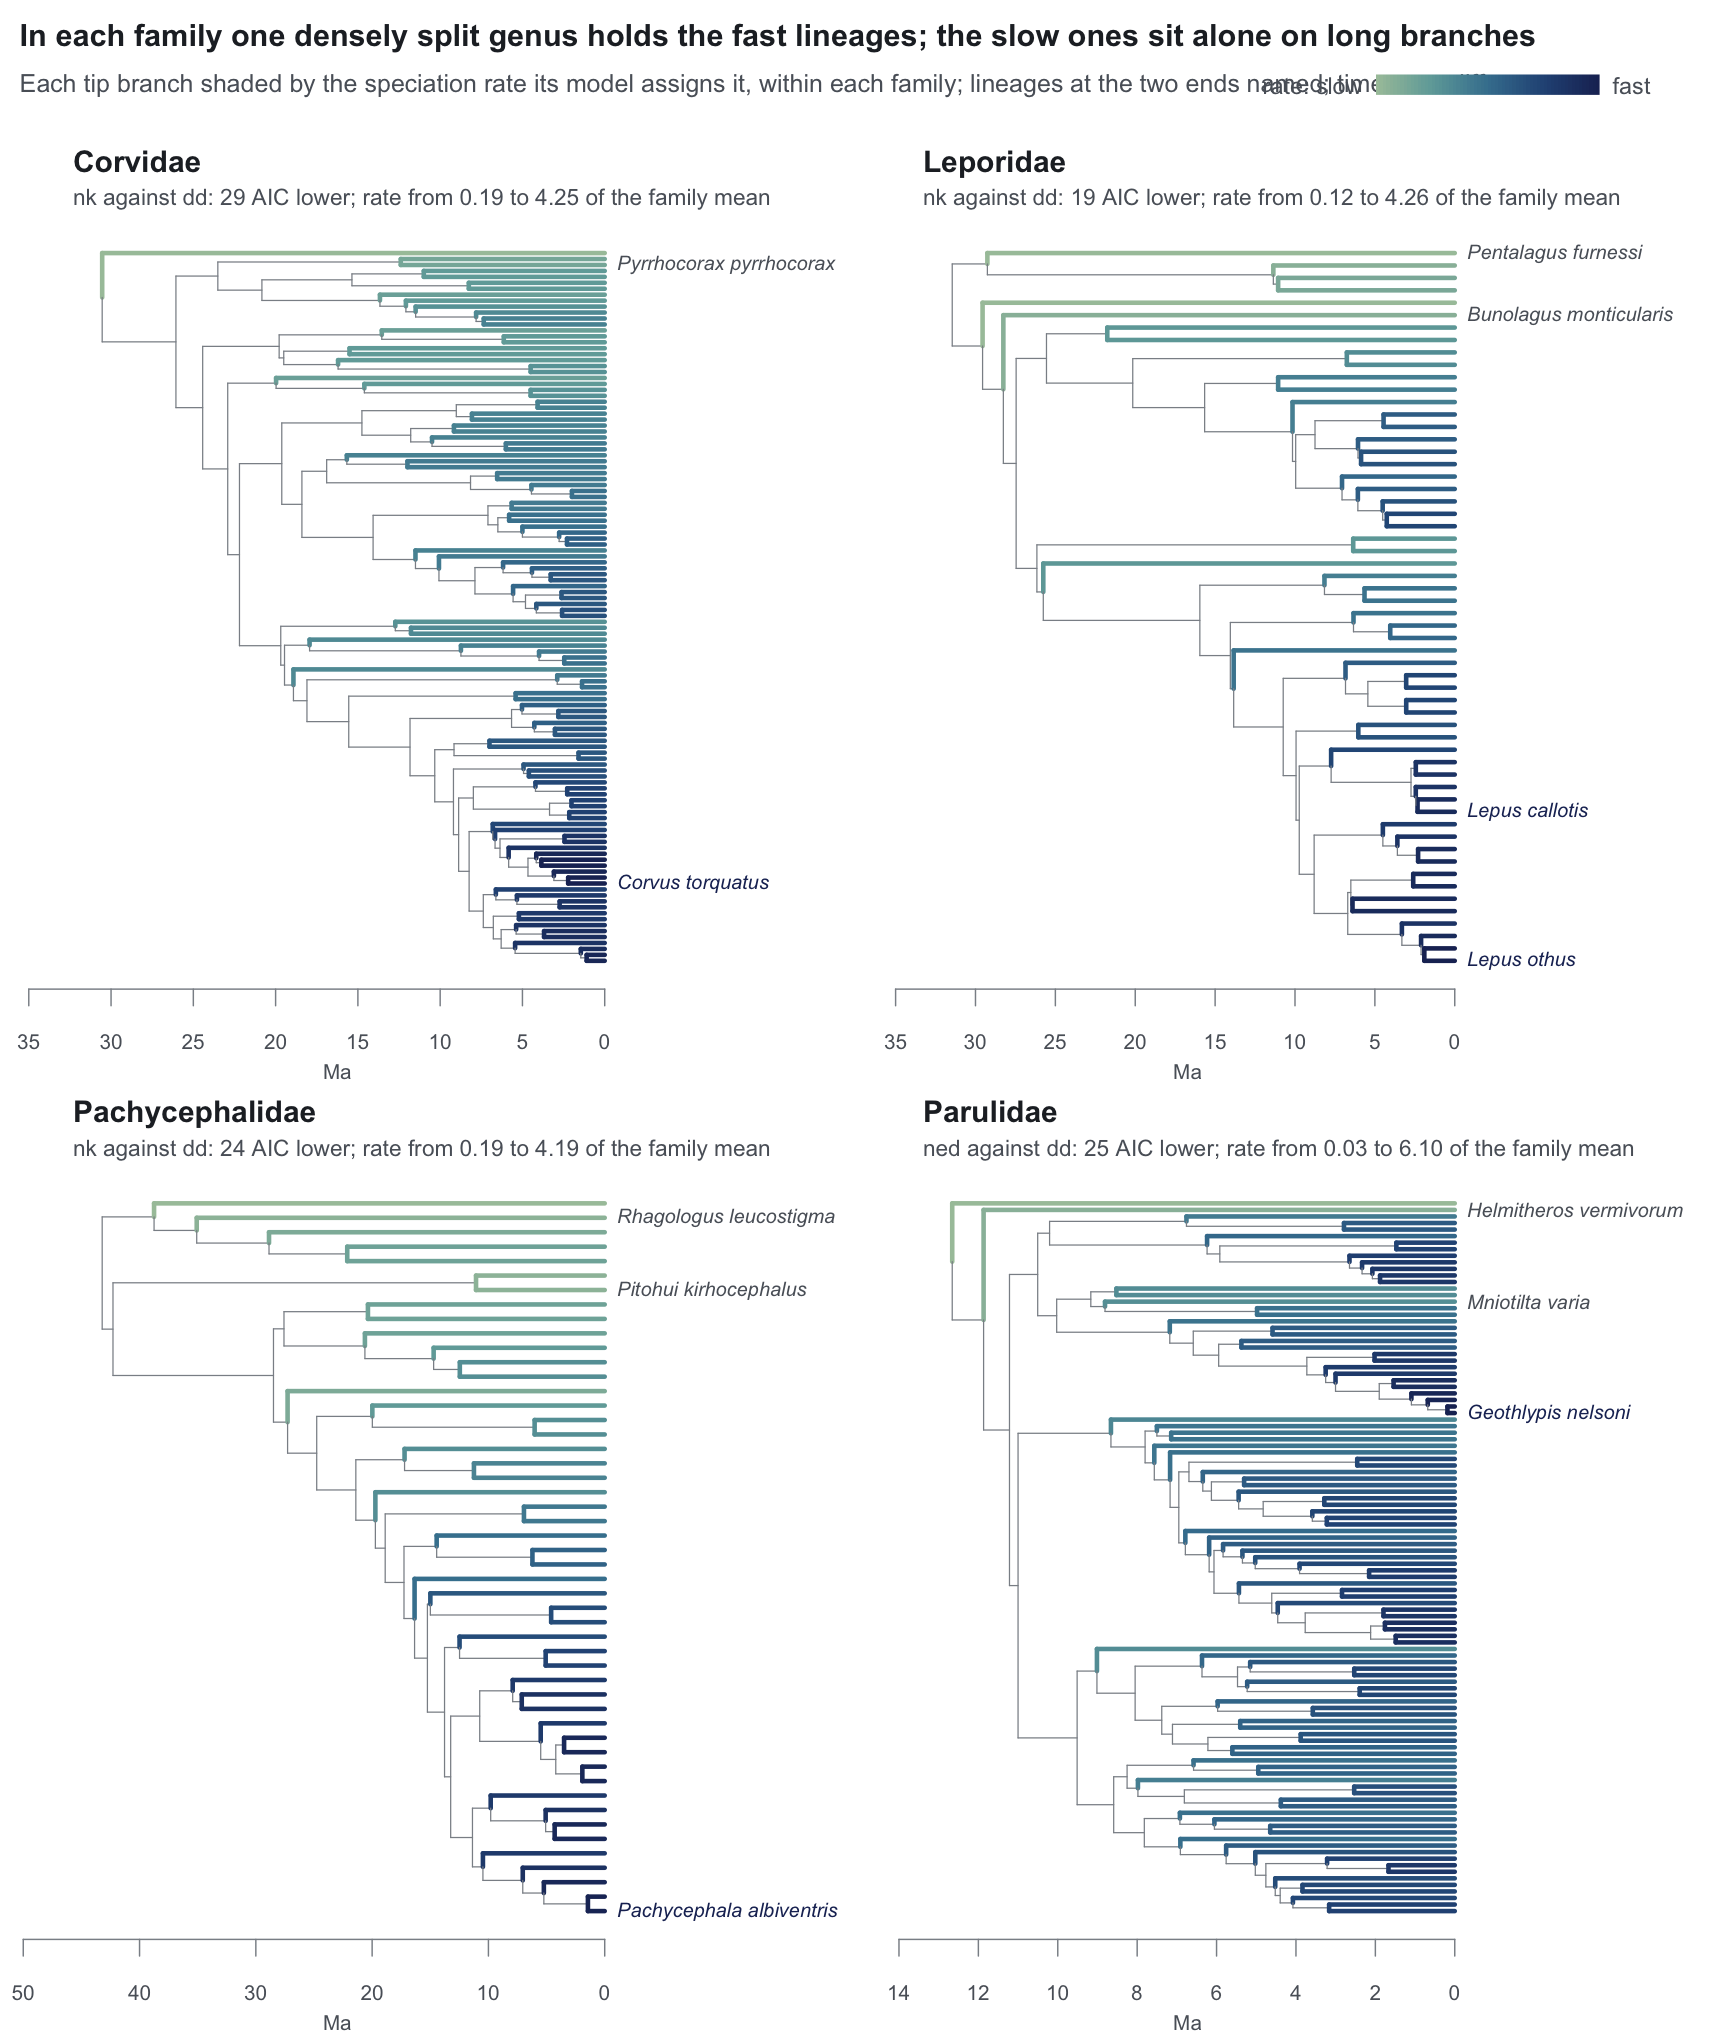 In each family one densely split genus holds the fast lineages; the slow ones sit alone on long branches
Each tip branch shaded by the speciation rate its model assigns it, within each family; lineages at the two ends named; time
rate: slow
fast
Corvidae
nk against dd: 29 AIC lower; rate from 0.19 to 4.25 of the family mean
Pyrrhocorax pyrrhocorax
Corvus torquatus
35 30 25 20 15 10 5 0
Ma
Leporidae
nk against dd: 19 AIC lower; rate from 0.12 to 4.26 of the family mean
Pentalagus furnessi
Bunolagus monticularis
Lepus callotis
Lepus othus
35 30 25 20 15 10 5 0
Ma
Pachycephalidae
nk against dd: 24 AIC lower; rate from 0.19 to 4.19 of the family mean
Rhagologus leucostigma
Pitohui kirhocephalus
Pachycephala albiventris
50 40 30 20 10 0
Ma
Parulidae
ned against dd: 25 AIC lower; rate from 0.03 to 6.10 of the family mean
Helmitheros vermivorum
Mniotilta varia
Geothlypis nelsoni
14 12 10 8 6 4 2 0
Ma